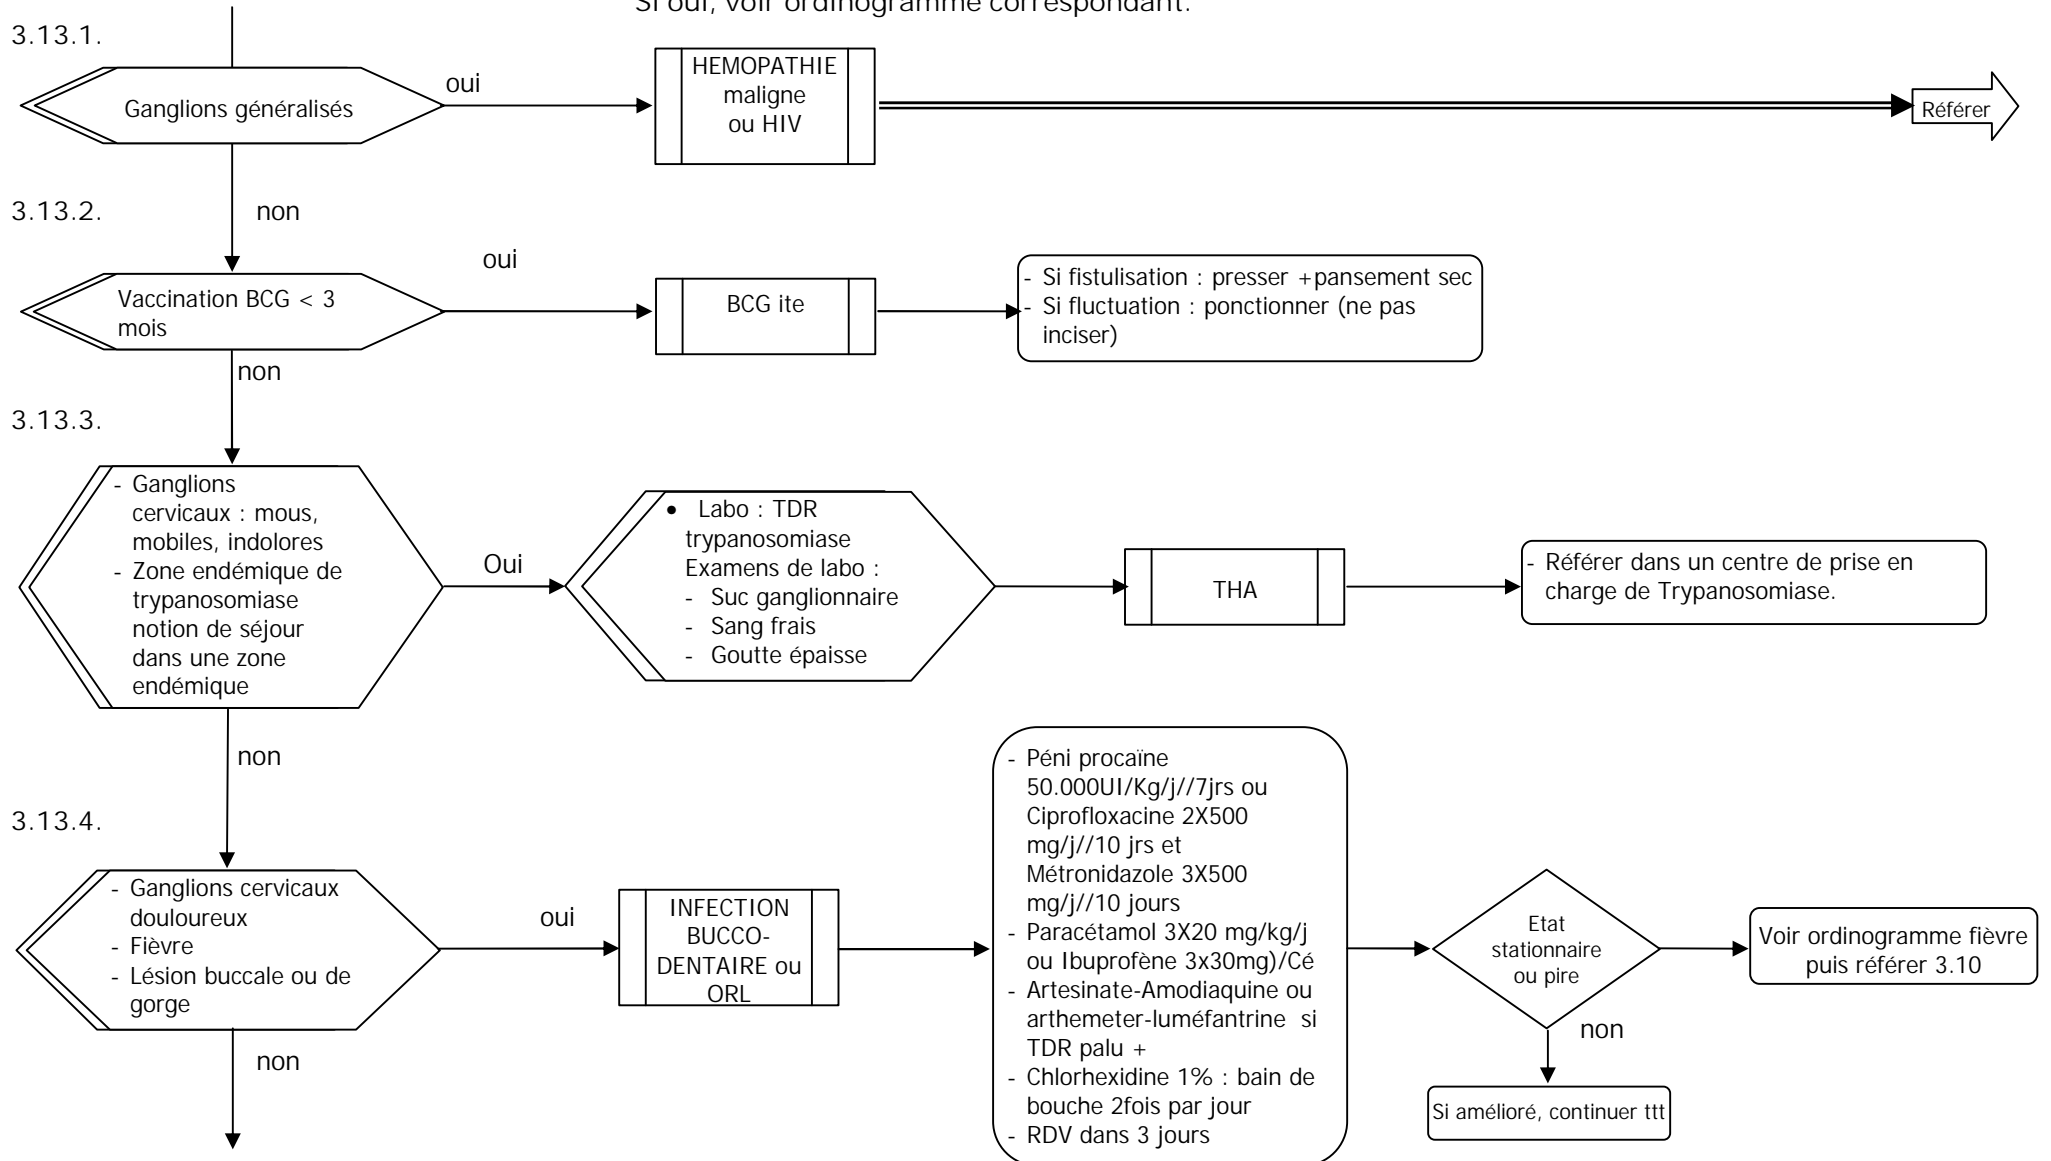 Si oui, voir ordinogramme correspondant.
3.13.1.
Ganglions généralisés
oui
HEMOPATHIE
maligne
ou HIV
Référer
non
3.13.2.
Vaccination BCG < 3
mois
oui
BCG ite
- Si fistulisation : presser +pansement sec
- Si fluctuation : ponctionner (ne pas
inciser)
non
3.13.3.
- Ganglions
cervicaux : mous,
mobiles, indolores
- Zone endémique de
trypanosomiase
notion de séjour
dans une zone
endémique
Oui
• Labo : TDR
trypanosomiase
Examens de labo :
- Suc ganglionnaire
- Sang frais
- Goutte épaisse
THA
- Référer dans un centre de prise en
charge de Trypanosomiase.
non
3.13.4.
- Ganglions cervicaux
douloureux
- Fièvre
- Lésion buccale ou de
gorge
oui
INFECTION
BUCCO-
DENTAIRE ou
ORL
- Péni procaïne
50.000UI/Kg/j//7jrs ou
Ciprofloxacine 2X500
mg/j//10 jrs et
Métronidazole 3X500
mg/j//10 jours
- Paracétamol 3X20 mg/kg/j
ou Ibuprofène 3x30mg)/Cé
- Artesinate-Amodiaquine ou
arthemeter-luméfantrine si
TDR palu +
- Chlorhexidine 1% : bain de
bouche 2fois par jour
- RDV dans 3 jours
Etat
stationnaire
ou pire
Voir ordinogramme fièvre
puis référer 3.10
non
Si amélioré, continuer ttt
non